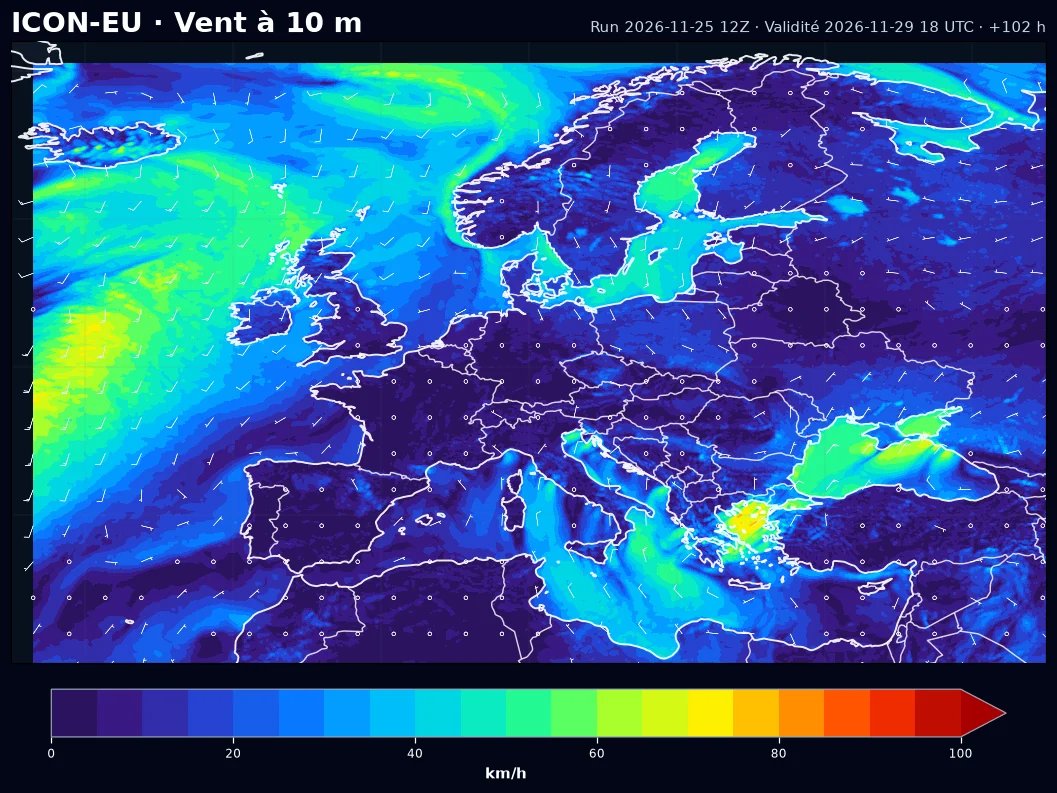 ICON-EU · Vent à 10 m
Run 2026-11-25 12Z · Validité 2026-11-29 18 UTC · +102 h
0 20 40 60 80 100
km/h